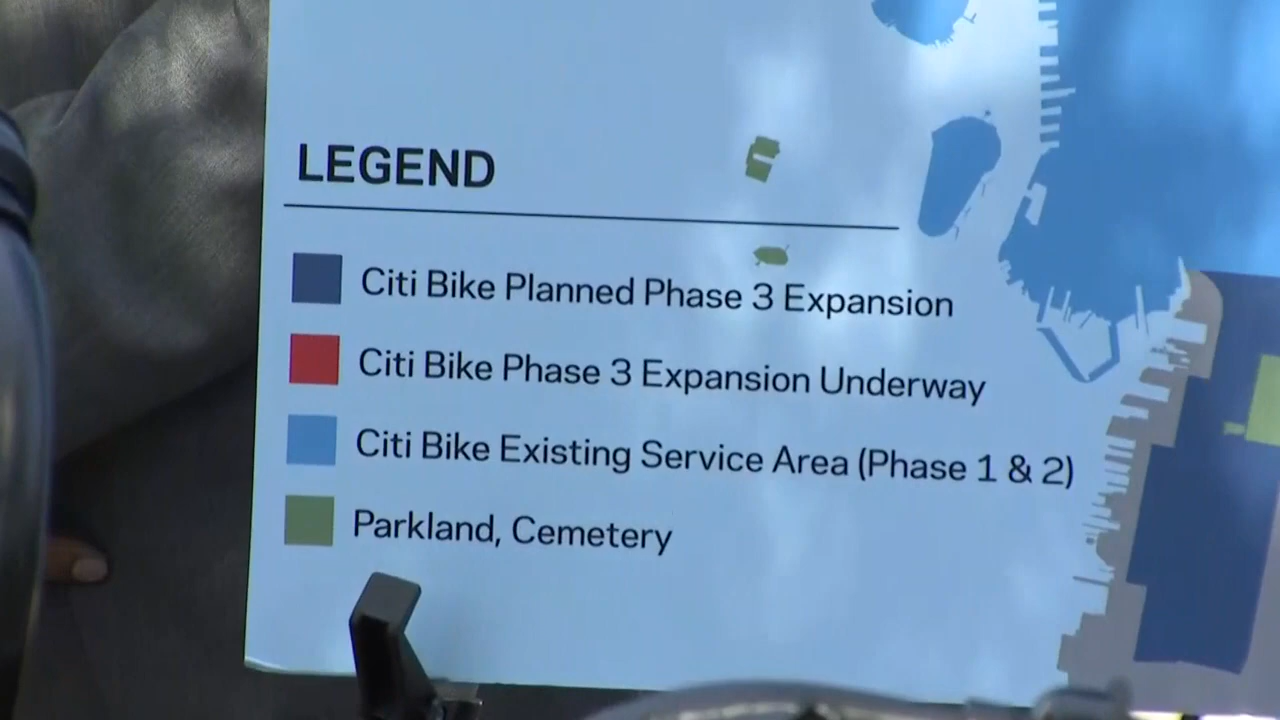 LEGEND
Citi Bike Planned Phase 3 Expansion
Citi Bike Phase 3 Expansion Underway
Citi Bike Existing Service Area (Phase 1 & 2)
Parkland, Cemetery